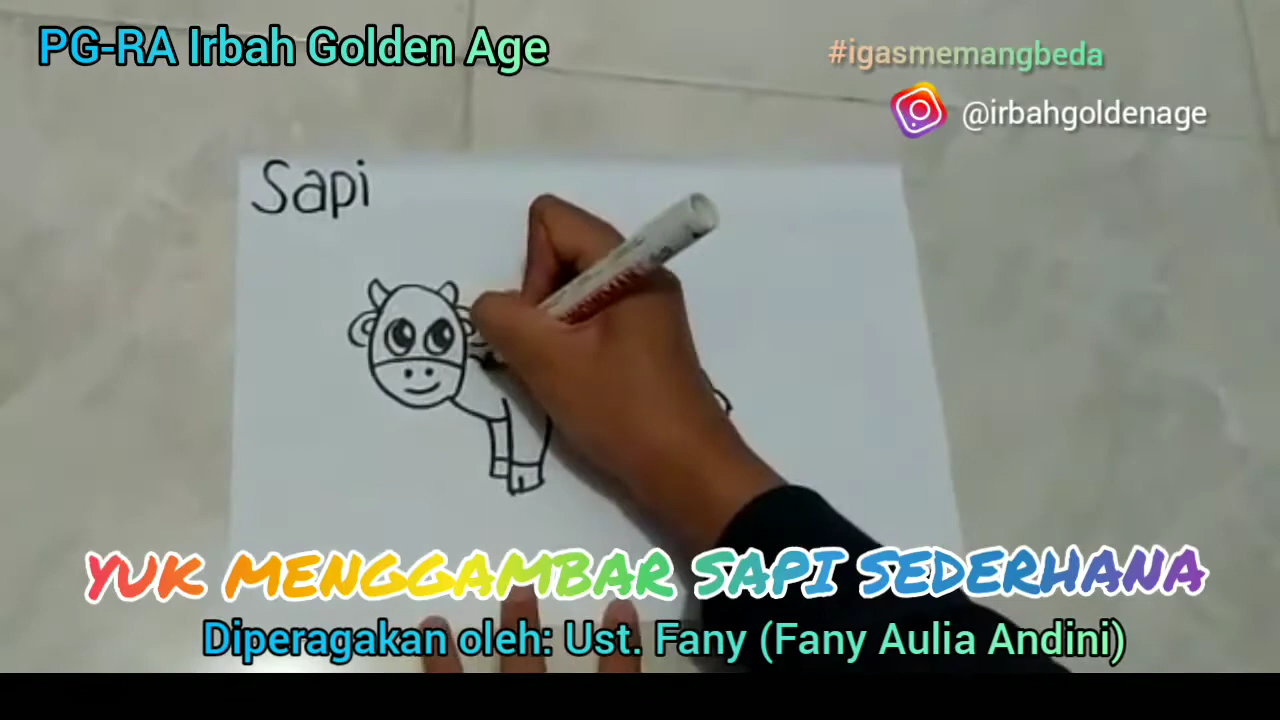 PG-RA Irbah Golden Age
#igasmemangbeda
@irbahgoldenage
Sapi
YUK MENGGAMBAR SAPI SEDERHANA
Diperagakan oleh: Ust. Fany (Fany Aulia Andini)